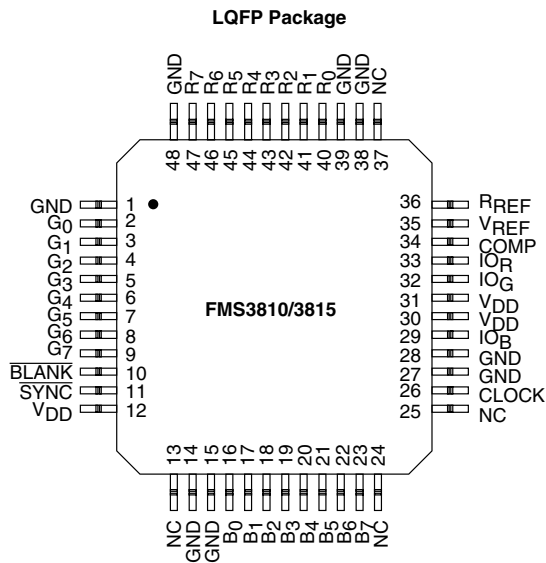 LQFP Package
GND R7 R6 R5 R4 R3 R2 R1 R0 GND GND NC
48 47 46 45 44 43 42 41 40 39 38 37
GND 1
G0 2
G1 3
G2 4
G3 5
G4 6
G5 7
G6 8
G7 9
BLANK 10
SYNC 11
VDD 12
FMS3810/3815
36 RREF
35 VREF
34 COMP
33 IOR
32 IOG
31 VDD
30 VDD
29 IOB
28 GND
27 GND
26 CLOCK
25 NC
13 14 15 16 17 18 19 20 21 22 23 24
NC GND GND B0 B1 B2 B3 B4 B5 B6 B7 NC